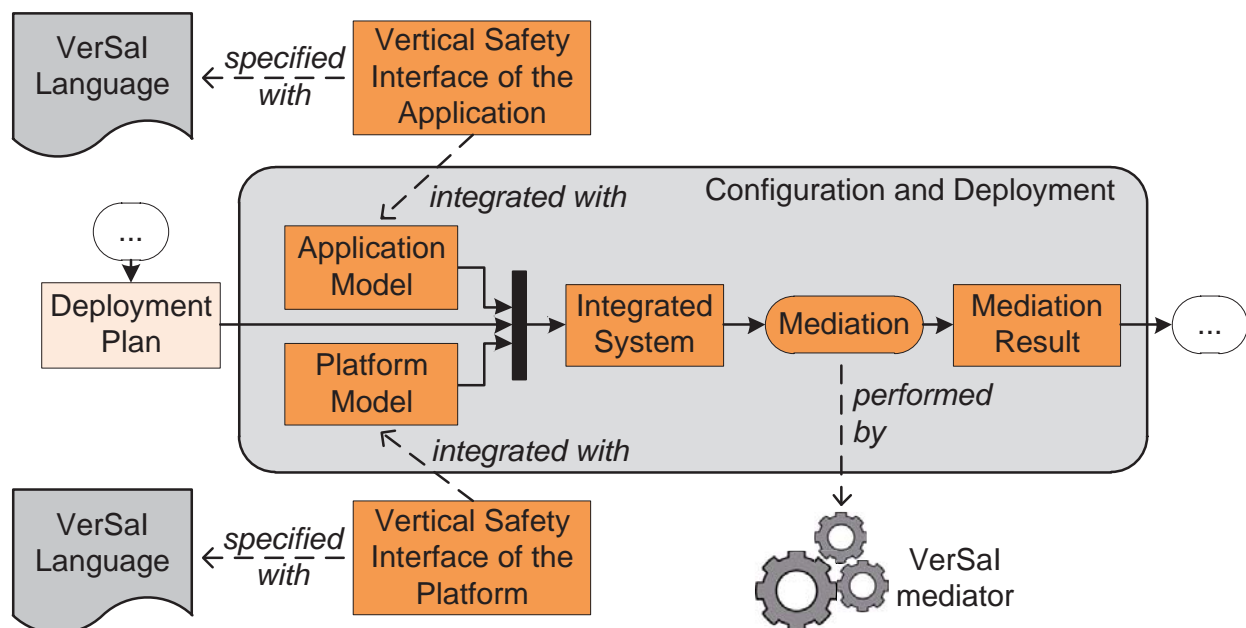 VerSaI
Language
specified
with
Vertical Safety
Interface of the
Application
integrated with
Configuration and Deployment
...
Deployment
Plan
Application
Model
Platform
Model
Integrated
System
Mediation
Mediation
Result
...
performed
by
integrated with
VerSaI
Language
specified
with
Vertical Safety
Interface of the
Platform
VerSaI
mediator